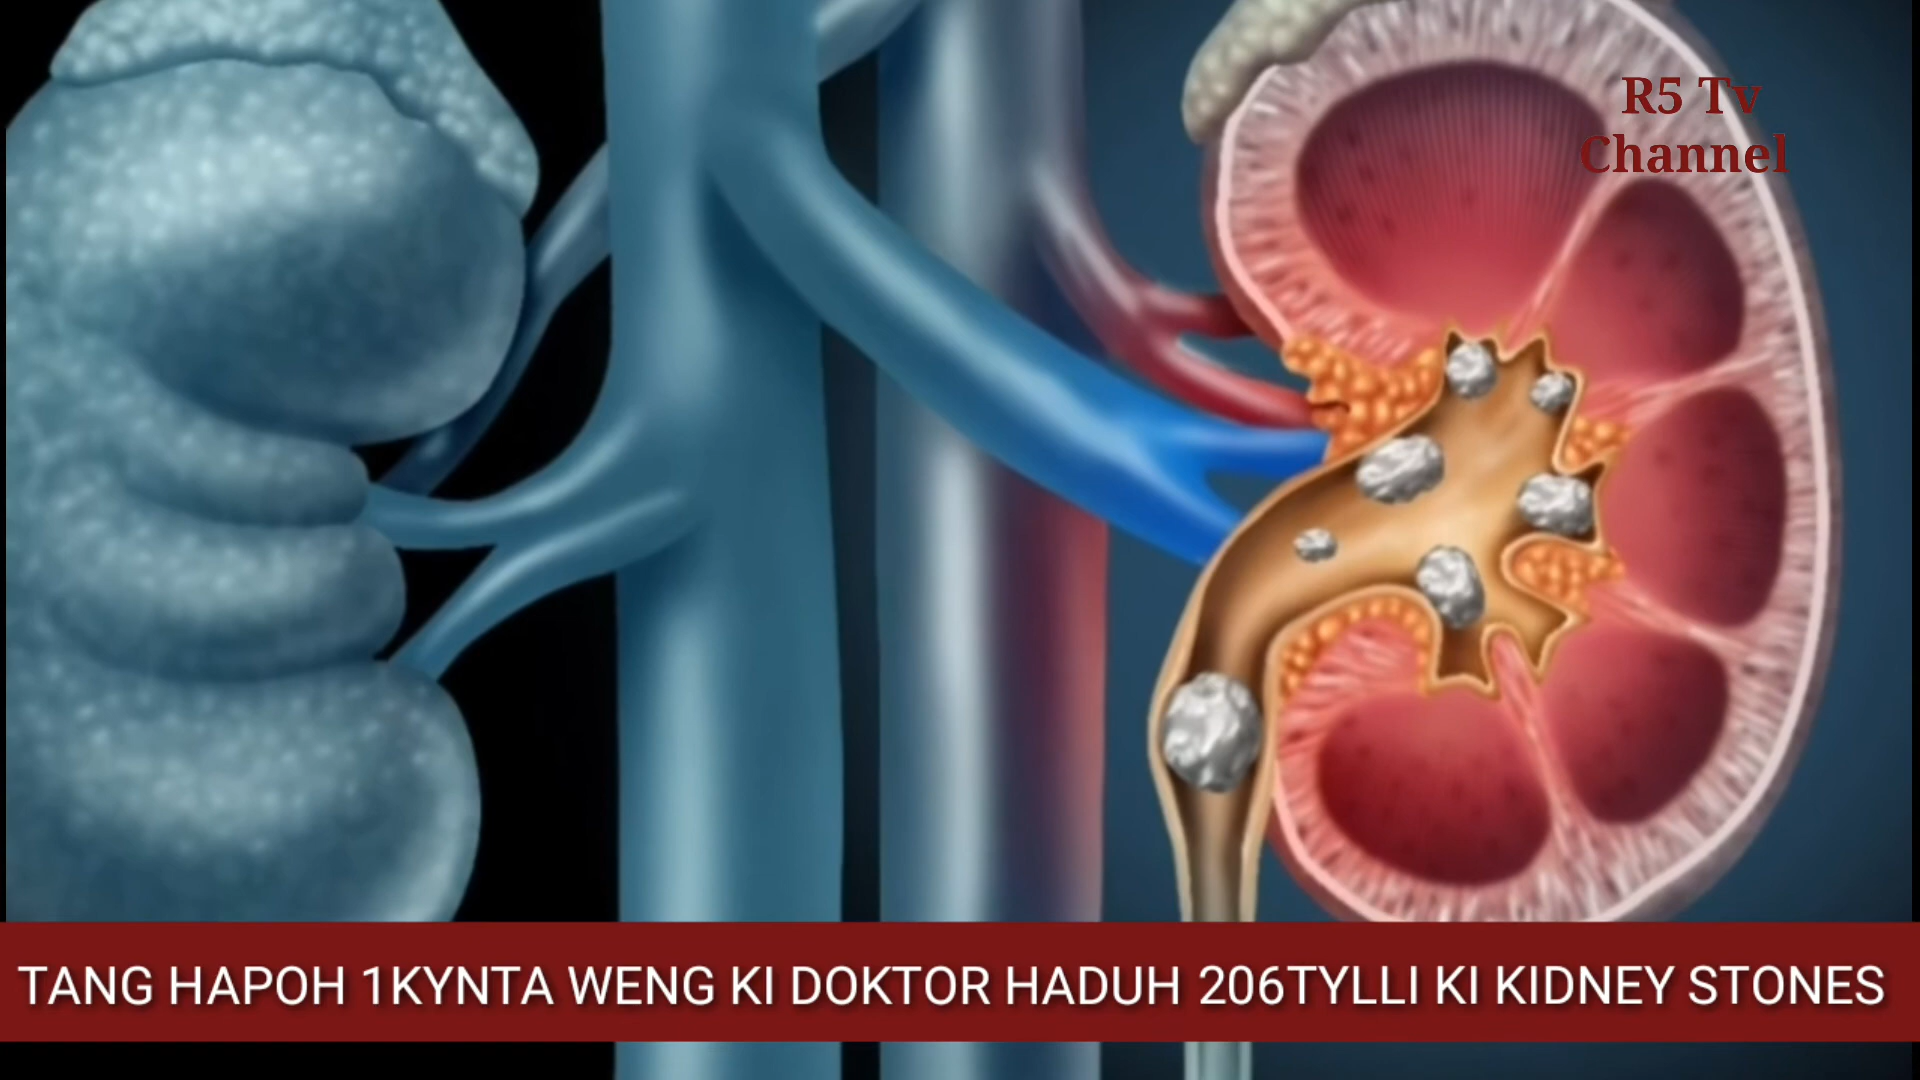 R5 Tv
Channel
TANG HAPOH 1KYNTA WENG KI DOKTOR HADUH 206TYLLI KI KIDNEY STONES